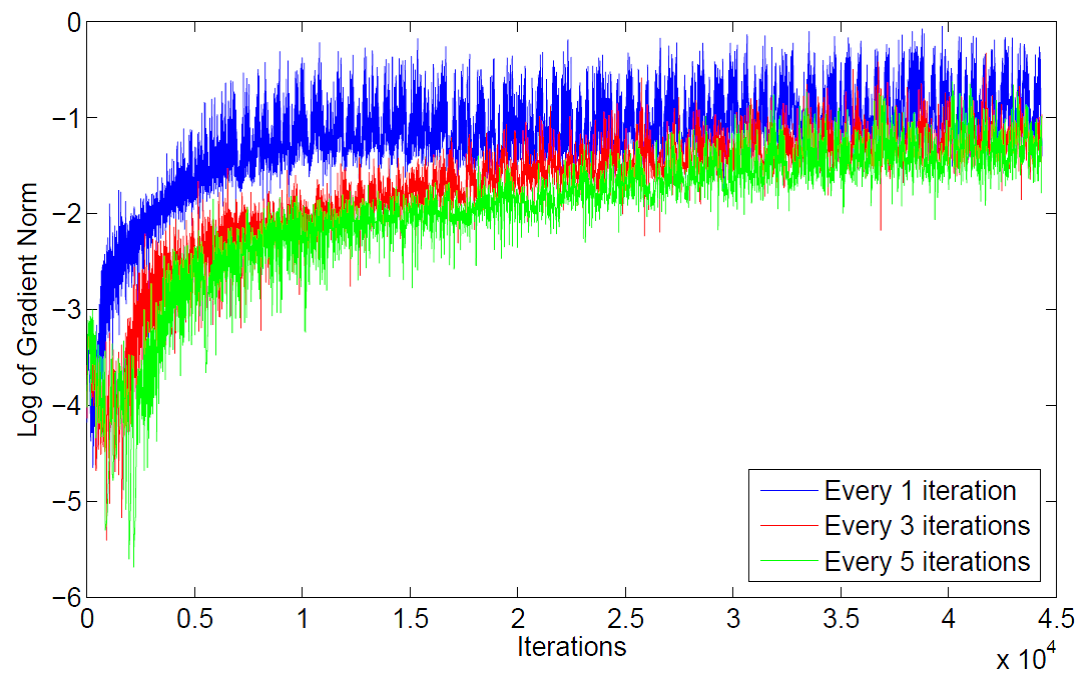 Log of Gradient Norm
0
−1
−2
−3
−4
−5
−6
Every 1 iteration
Every 3 iterations
Every 5 iterations
0 0.5 1 1.5 2 2.5 3 3.5 4 4.5
Iterations
x 10^4